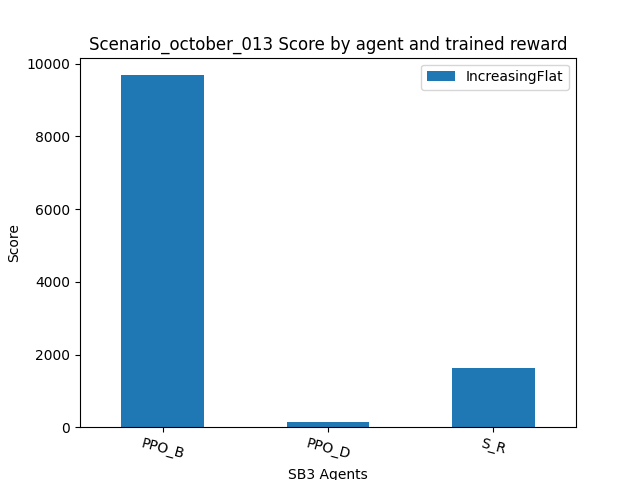 Scenario_october_013 Score by agent and trained reward
IncreasingFlat
10000
8000
6000
4000
2000
0
Score
PPO_B
PPO_D
S_R
SB3 Agents